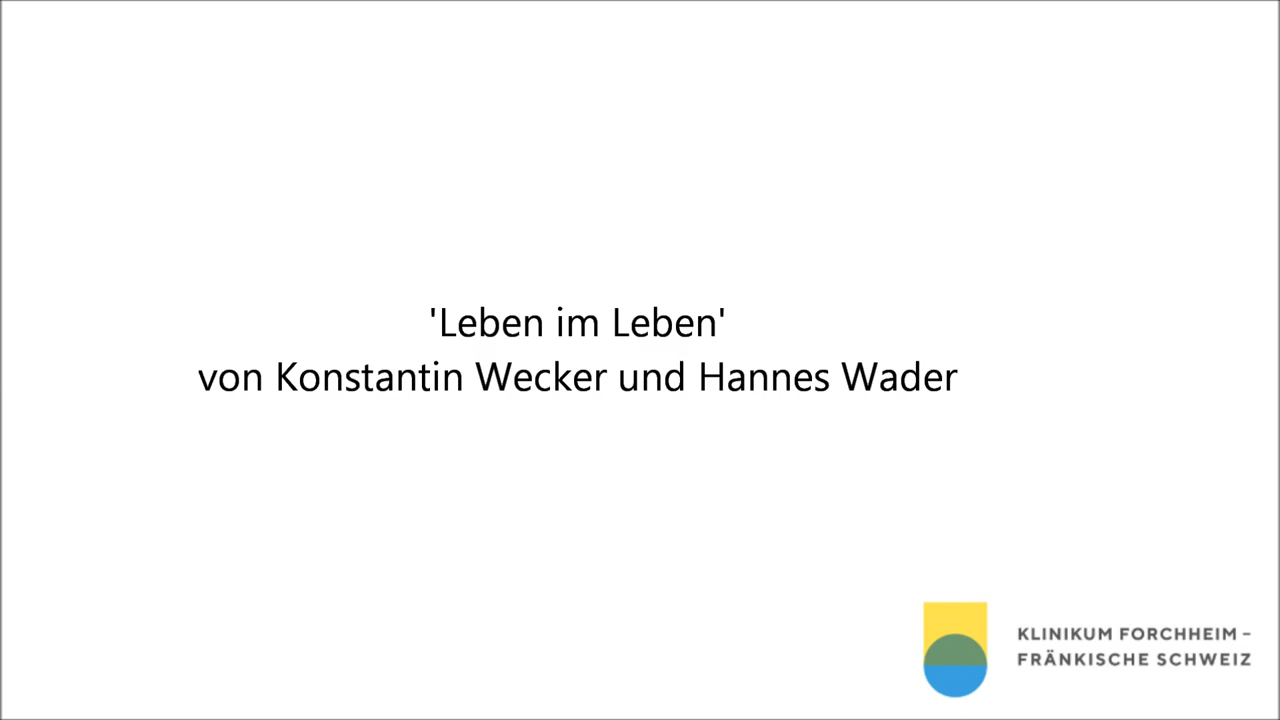 'Leben im Leben'
von Konstantin Wecker und Hannes Wader
KLINIKUM FORCHHEIM –
FRÄNKISCHE SCHWEIZ